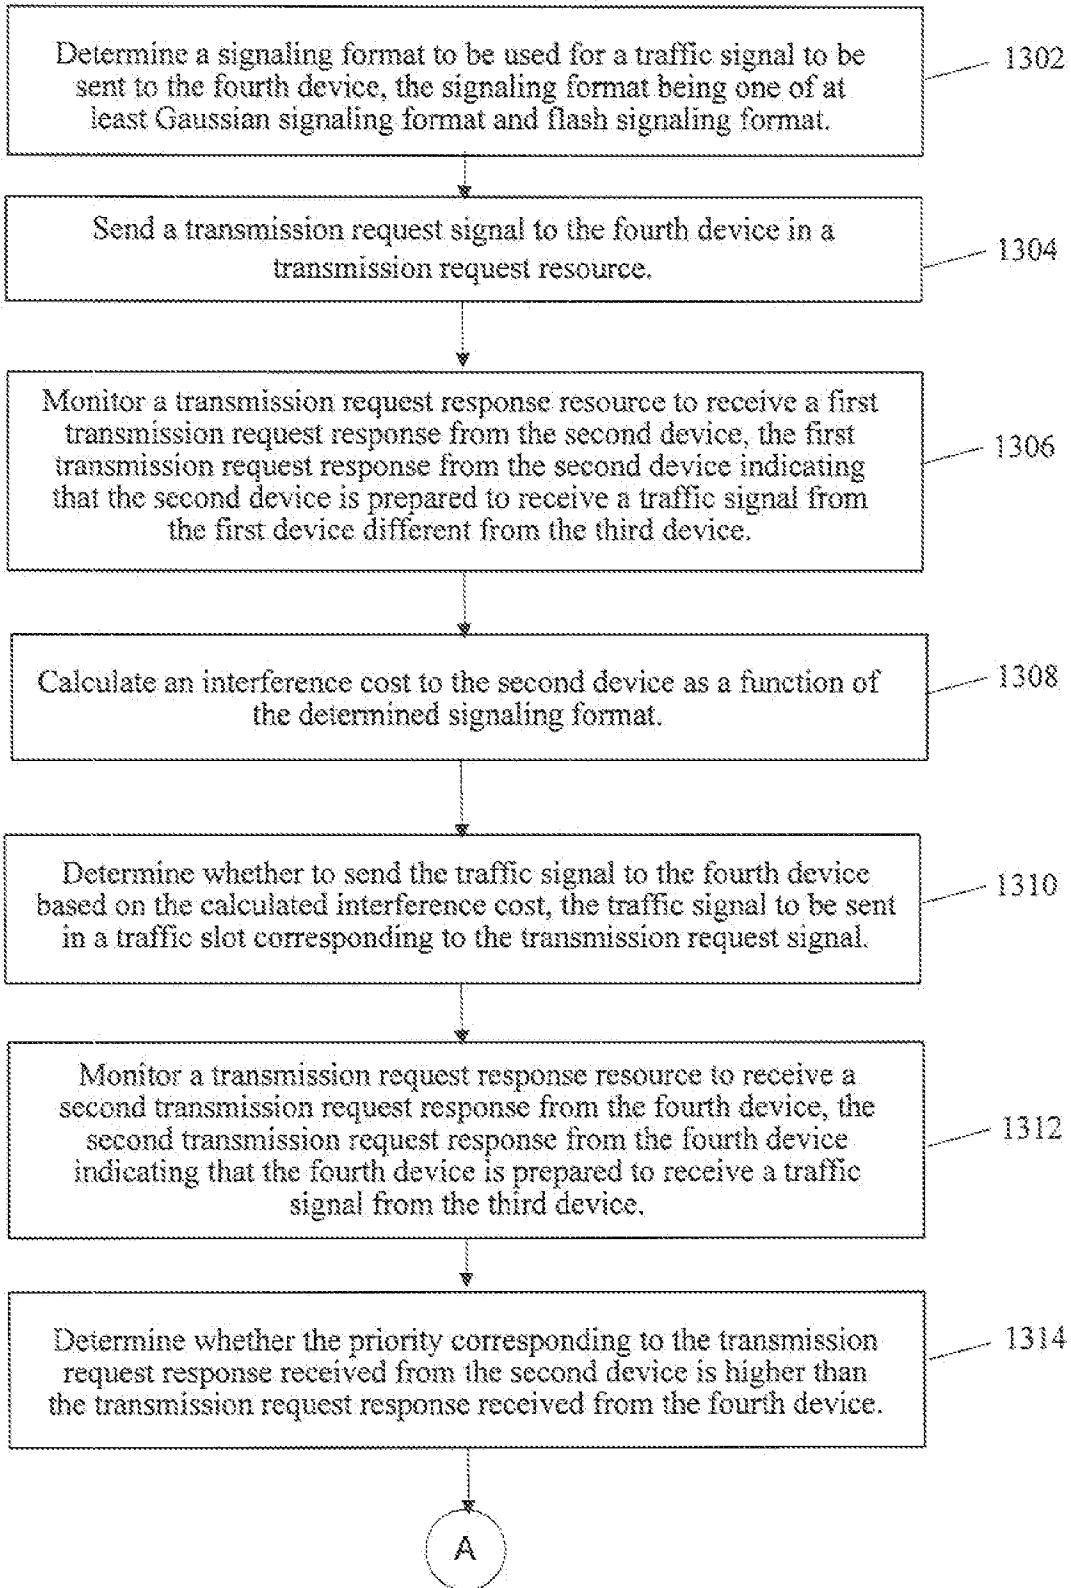 Determine a signaling format to be used for a traffic signal to be
sent to the fourth device, the signaling format being one of at
least Gaussian signaling format and flash signaling format.
1302
Send a transmission request signal to the fourth device in a
transmission request resource.
1304
Monitor a transmission request response resource to receive a first
transmission request response from the second device, the first
transmission request response from the second device indicating
that the second device is prepared to receive a traffic signal from
the first device different from the third device.
1306
Calculate an interference cost to the second device as a function of
the determined signaling format.
1308
Determine whether to send the traffic signal to the fourth device
based on the calculated interference cost, the traffic signal to be sent
in a traffic slot corresponding to the transmission request signal.
1310
Monitor a transmission request response resource to receive a
second transmission request response from the fourth device, the
second transmission request response from the fourth device
indicating that the fourth device is prepared to receive a traffic
signal from the third device.
1312
Determine whether the priority corresponding to the transmission
request response received from the second device is higher than
the transmission request response received from the fourth device.
1314
A